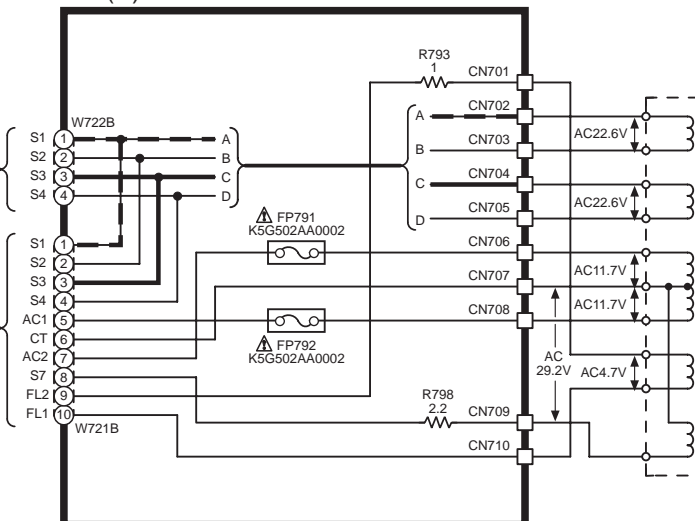 R793
1
CN701
W722B
CN702
A
S1 1 A
AC22.6V
S2 2 B
B
CN703
S3 3 C
C
CN704
S4 4 D
D
CN705
AC22.6V
FP791
K5G502AA0002
S1 1
CN706
S2 2
AC11.7V
S3 3
CN707
S4 4
AC11.7V
AC1 5
CN708
CT 6
FP792
K5G502AA0002
AC2 7
AC
29.2V
AC4.7V
S7 8
R798
2.2
FL2 9
CN709
FL1 10
W721B
CN710